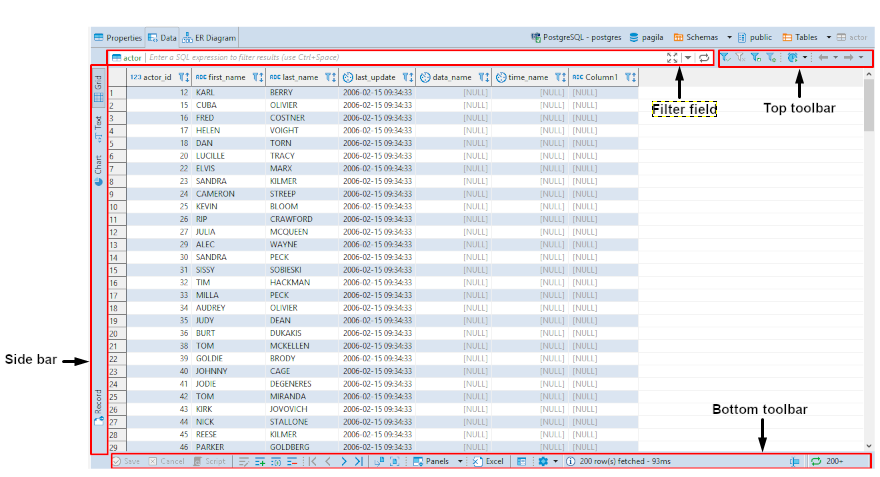 Properties Data ER Diagram PostgreSQL - postgres pagila Schemas public Tables actor
actor Enter a SQL expression to filter results (use Ctrl+Space)
Grid
Text
Chart
Record
123 actor_id ABC first_name ABC last_name last_update data_name time_name ABC Column1
1 12 KARL BERRY 2006-02-15 09:34:33 [NULL] [NULL] [NULL]
2 15 CUBA OLIVIER 2006-02-15 09:34:33 [NULL] [NULL] [NULL]
3 16 FRED COSTNER 2006-02-15 09:34:33 [NULL] [NULL] [NULL]
4 17 HELEN VOIGHT 2006-02-15 09:34:33 [NULL] [NULL] [NULL]
5 18 DAN TORN 2006-02-15 09:34:33 [NULL] [NULL] [NULL]
6 20 LUCILLE TRACY 2006-02-15 09:34:33 [NULL] [NULL] [NULL]
7 22 ELVIS MARX 2006-02-15 09:34:33 [NULL] [NULL] [NULL]
8 23 SANDRA KILMER 2006-02-15 09:34:33 [NULL] [NULL] [NULL]
9 24 CAMERON STREEP 2006-02-15 09:34:33 [NULL] [NULL] [NULL]
10 25 KEVIN BLOOM 2006-02-15 09:34:33 [NULL] [NULL] [NULL]
11 26 RIP CRAWFORD 2006-02-15 09:34:33 [NULL] [NULL] [NULL]
12 27 JULIA MCQUEEN 2006-02-15 09:34:33 [NULL] [NULL] [NULL]
13 29 ALEC WAYNE 2006-02-15 09:34:33 [NULL] [NULL] [NULL]
14 30 SANDRA PECK 2006-02-15 09:34:33 [NULL] [NULL] [NULL]
15 31 SISSY SOBIESKI 2006-02-15 09:34:33 [NULL] [NULL] [NULL]
16 32 TIM HACKMAN 2006-02-15 09:34:33 [NULL] [NULL] [NULL]
17 33 MILLA PECK 2006-02-15 09:34:33 [NULL] [NULL] [NULL]
18 34 AUDREY OLIVIER 2006-02-15 09:34:33 [NULL] [NULL] [NULL]
19 35 JUDY DEAN 2006-02-15 09:34:33 [NULL] [NULL] [NULL]
20 36 BURT DUKAKIS 2006-02-15 09:34:33 [NULL] [NULL] [NULL]
21 38 TOM MCKELLEN 2006-02-15 09:34:33 [NULL] [NULL] [NULL]
22 39 GOLDIE BRODY 2006-02-15 09:34:33 [NULL] [NULL] [NULL]
23 40 JOHNNY CAGE 2006-02-15 09:34:33 [NULL] [NULL] [NULL]
24 41 JODIE DEGENERES 2006-02-15 09:34:33 [NULL] [NULL] [NULL]
25 42 TOM MIRANDA 2006-02-15 09:34:33 [NULL] [NULL] [NULL]
26 43 KIRK JOVOVICH 2006-02-15 09:34:33 [NULL] [NULL] [NULL]
27 44 NICK STALLONE 2006-02-15 09:34:33 [NULL] [NULL] [NULL]
28 45 REESE KILMER 2006-02-15 09:34:33 [NULL] [NULL] [NULL]
29 46 PARKER GOLDBERG 2006-02-15 09:34:33 [NULL] [NULL] [NULL]
Filter field
Top toolbar
Side bar
Bottom toolbar
Save Cancel Script Panels Excel 200 row(s) fetched - 93ms 200+